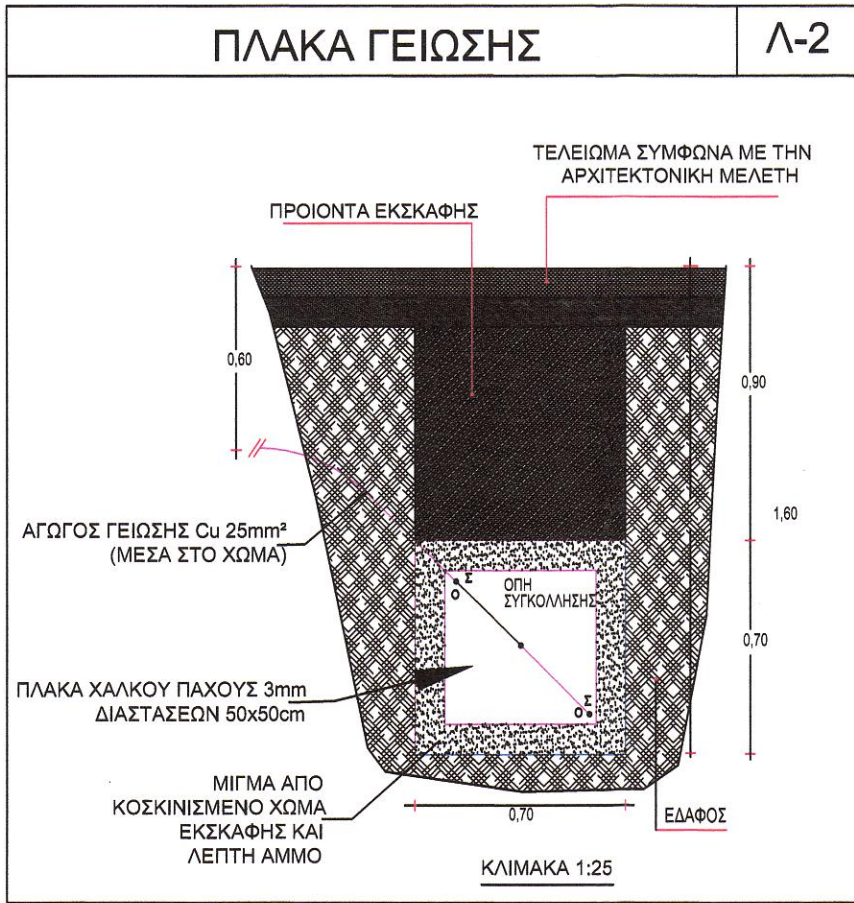 ΠΛΑΚΑ ΓΕΙΩΣΗΣ
Λ-2
ΤΕΛΕΙΩΜΑ ΣΥΜΦΩΝΑ ΜΕ ΤΗΝ
ΑΡΧΙΤΕΚΤΟΝΙΚΗ ΜΕΛΕΤΗ
ΠΡΟΙΟΝΤΑ ΕΚΣΚΑΦΗΣ
0,60
0,90
1,60
ΑΓΩΓΟΣ ΓΕΙΩΣΗΣ Cu 25mm²
(ΜΕΣΑ ΣΤΟ ΧΩΜΑ)
Σ
Ο
ΟΠΗ
ΣΥΓΚΟΛΛΗΣΗΣ
0,70
ΠΛΑΚΑ ΧΑΛΚΟΥ ΠΑΧΟΥΣ 3mm
ΔΙΑΣΤΑΣΕΩΝ 50x50cm
Σ
Ο
ΜΙΓΜΑ ΑΠΟ
ΚΟΣΚΙΝΙΣΜΕΝΟ ΧΩΜΑ
ΕΚΣΚΑΦΗΣ ΚΑΙ
ΛΕΠΤΗ ΑΜΜΟ
0,70
ΕΔΑΦΟΣ
ΚΛΙΜΑΚΑ 1:25